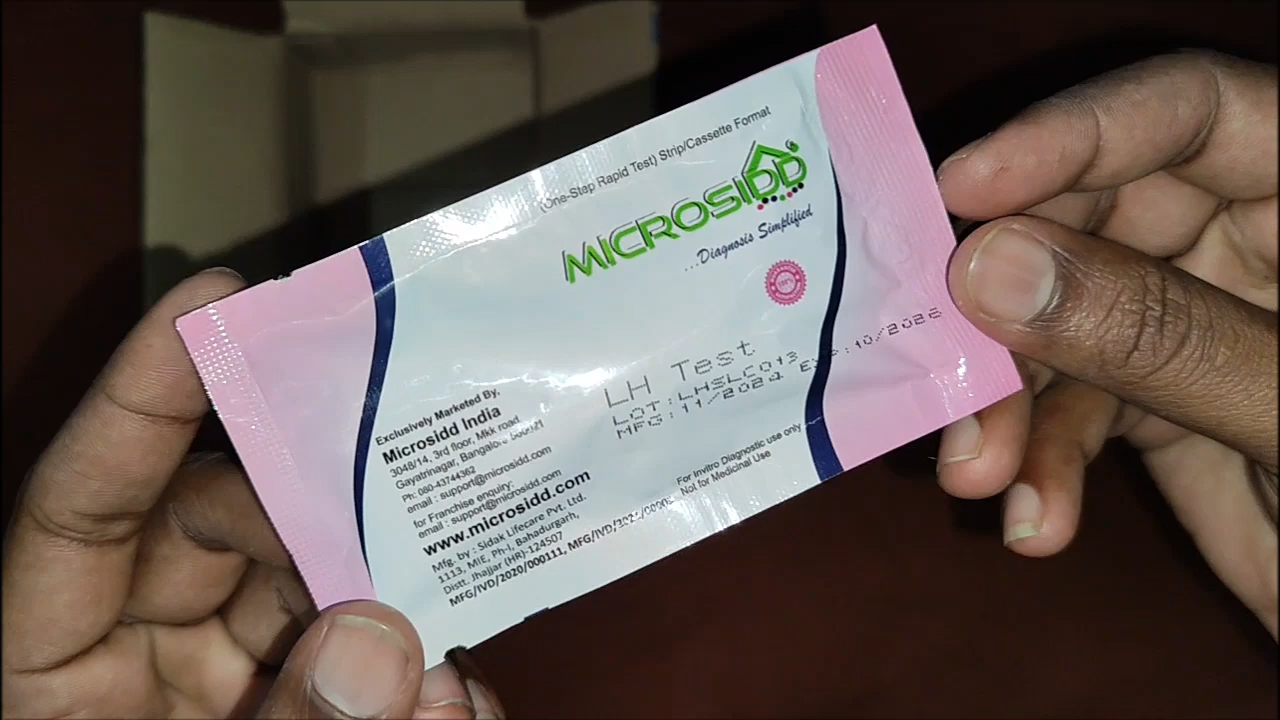 (One-Step Rapid Test) Strip/Cassette Format
MICROSIDD
...Diagnosis Simplified
100%
LH Test
LOT:LHSLC013
MFG:11/2024 EXP:10/2026
Exclusively Marketed By,
Microsidd India
3048/14, 3rd floor, Mkk road,
Gayatrinagar, Bangalore 560021
Ph: 080-43744362
email : support@microsidd.com
for Franchise enquiry:
email : support@microsidd.com
www.microsidd.com
Mfg. by : Sidak Lifecare Pvt. Ltd.
1113, MIE, Ph-I, Bahadurgarh,
Distt. Jhajjar (HR)-124507
MFG/IVD/2020/000111, MFG/IVD/
For Invitro Diagnostic use only
Not for Medicinal Use